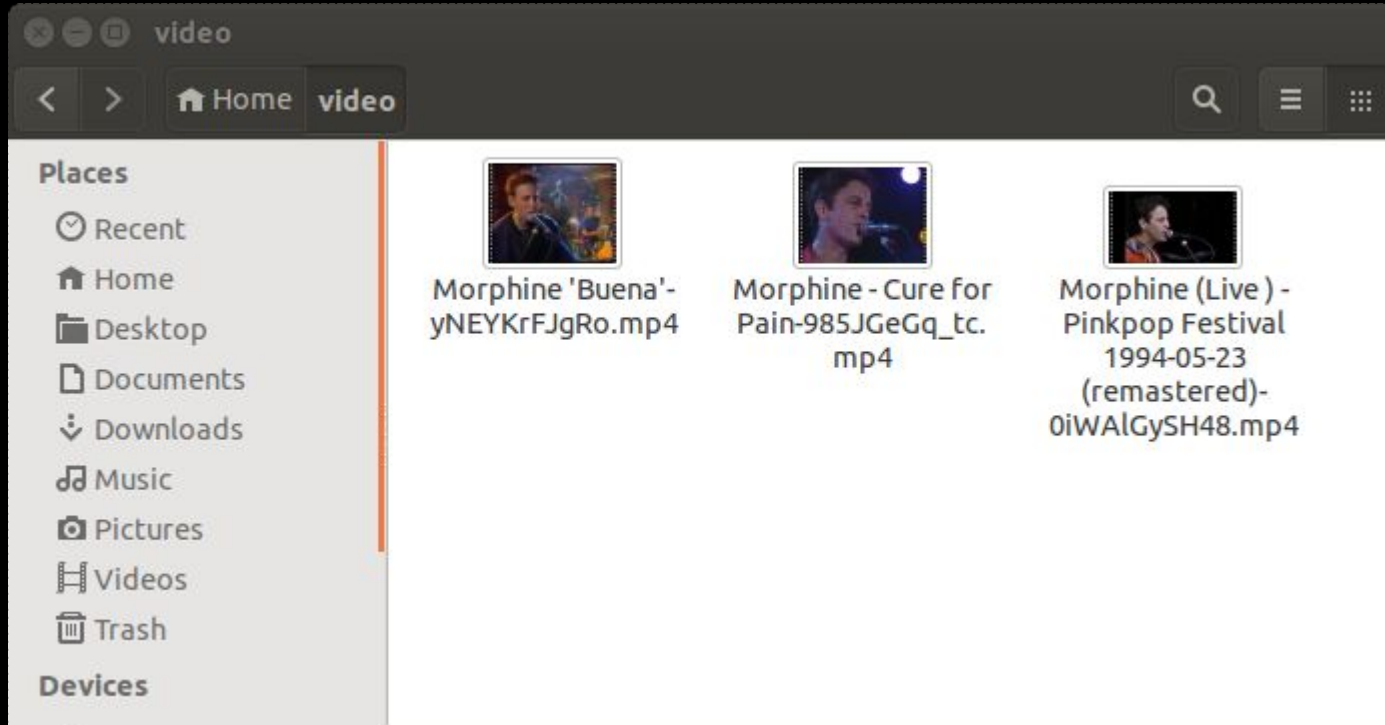 video
Home video
Places
Recent
Home
Desktop
Documents
Downloads
Music
Pictures
Videos
Trash
Devices
Morphine 'Buena'-
yNEYKrFJgRo.mp4
Morphine - Cure for
Pain-985JGeGq_tc.
mp4
Morphine (Live ) -
Pinkpop Festival
1994-05-23
(remastered)-
0iWAlGySH48.mp4